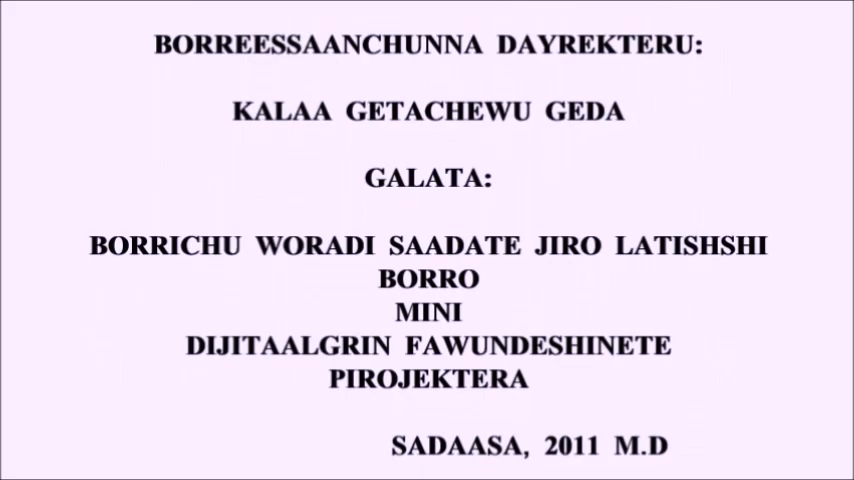 BORREESSAANCHUNNA DAYREKTERU:
KALAA GETACHEWU GEDA
GALATA:
BORRICHU WORADI SAADATE JIRO LATISHSHI
BORRO
MINI
DIJITAALGRIN FAWUNDESHINETE
PIROJEKTERA
SADAASA, 2011 M.D